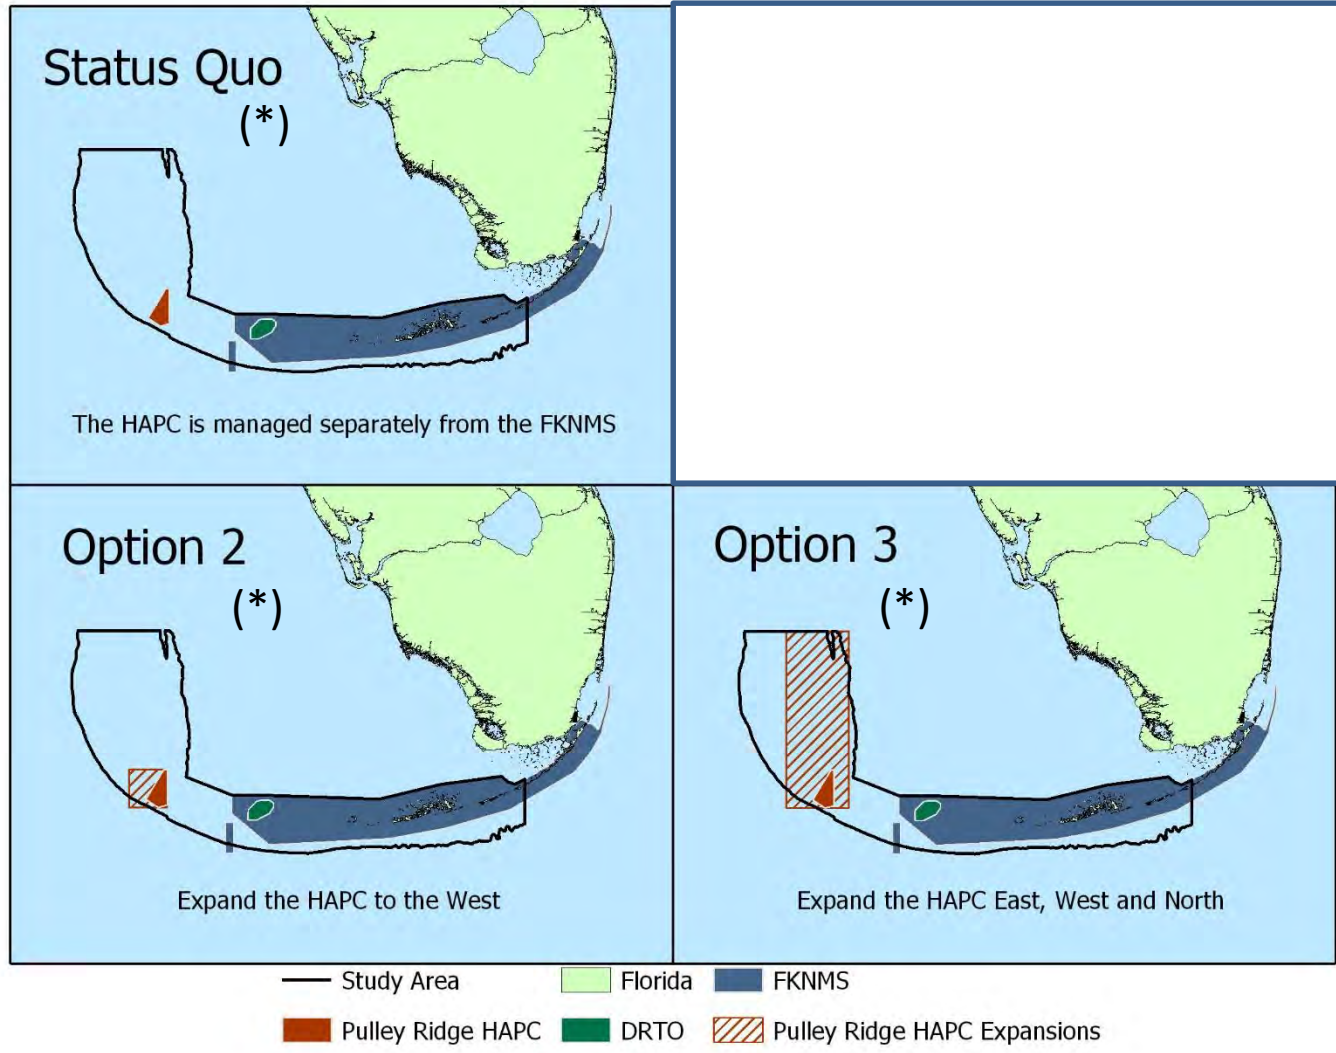 Status Quo
(*)
The HAPC is managed separately from the FKNMS
Option 2
(*)
Expand the HAPC to the West
Option 3
(*)
Expand the HAPC East, West and North
Study Area
Florida
FKNMS
Pulley Ridge HAPC
DRTO
Pulley Ridge HAPC Expansions